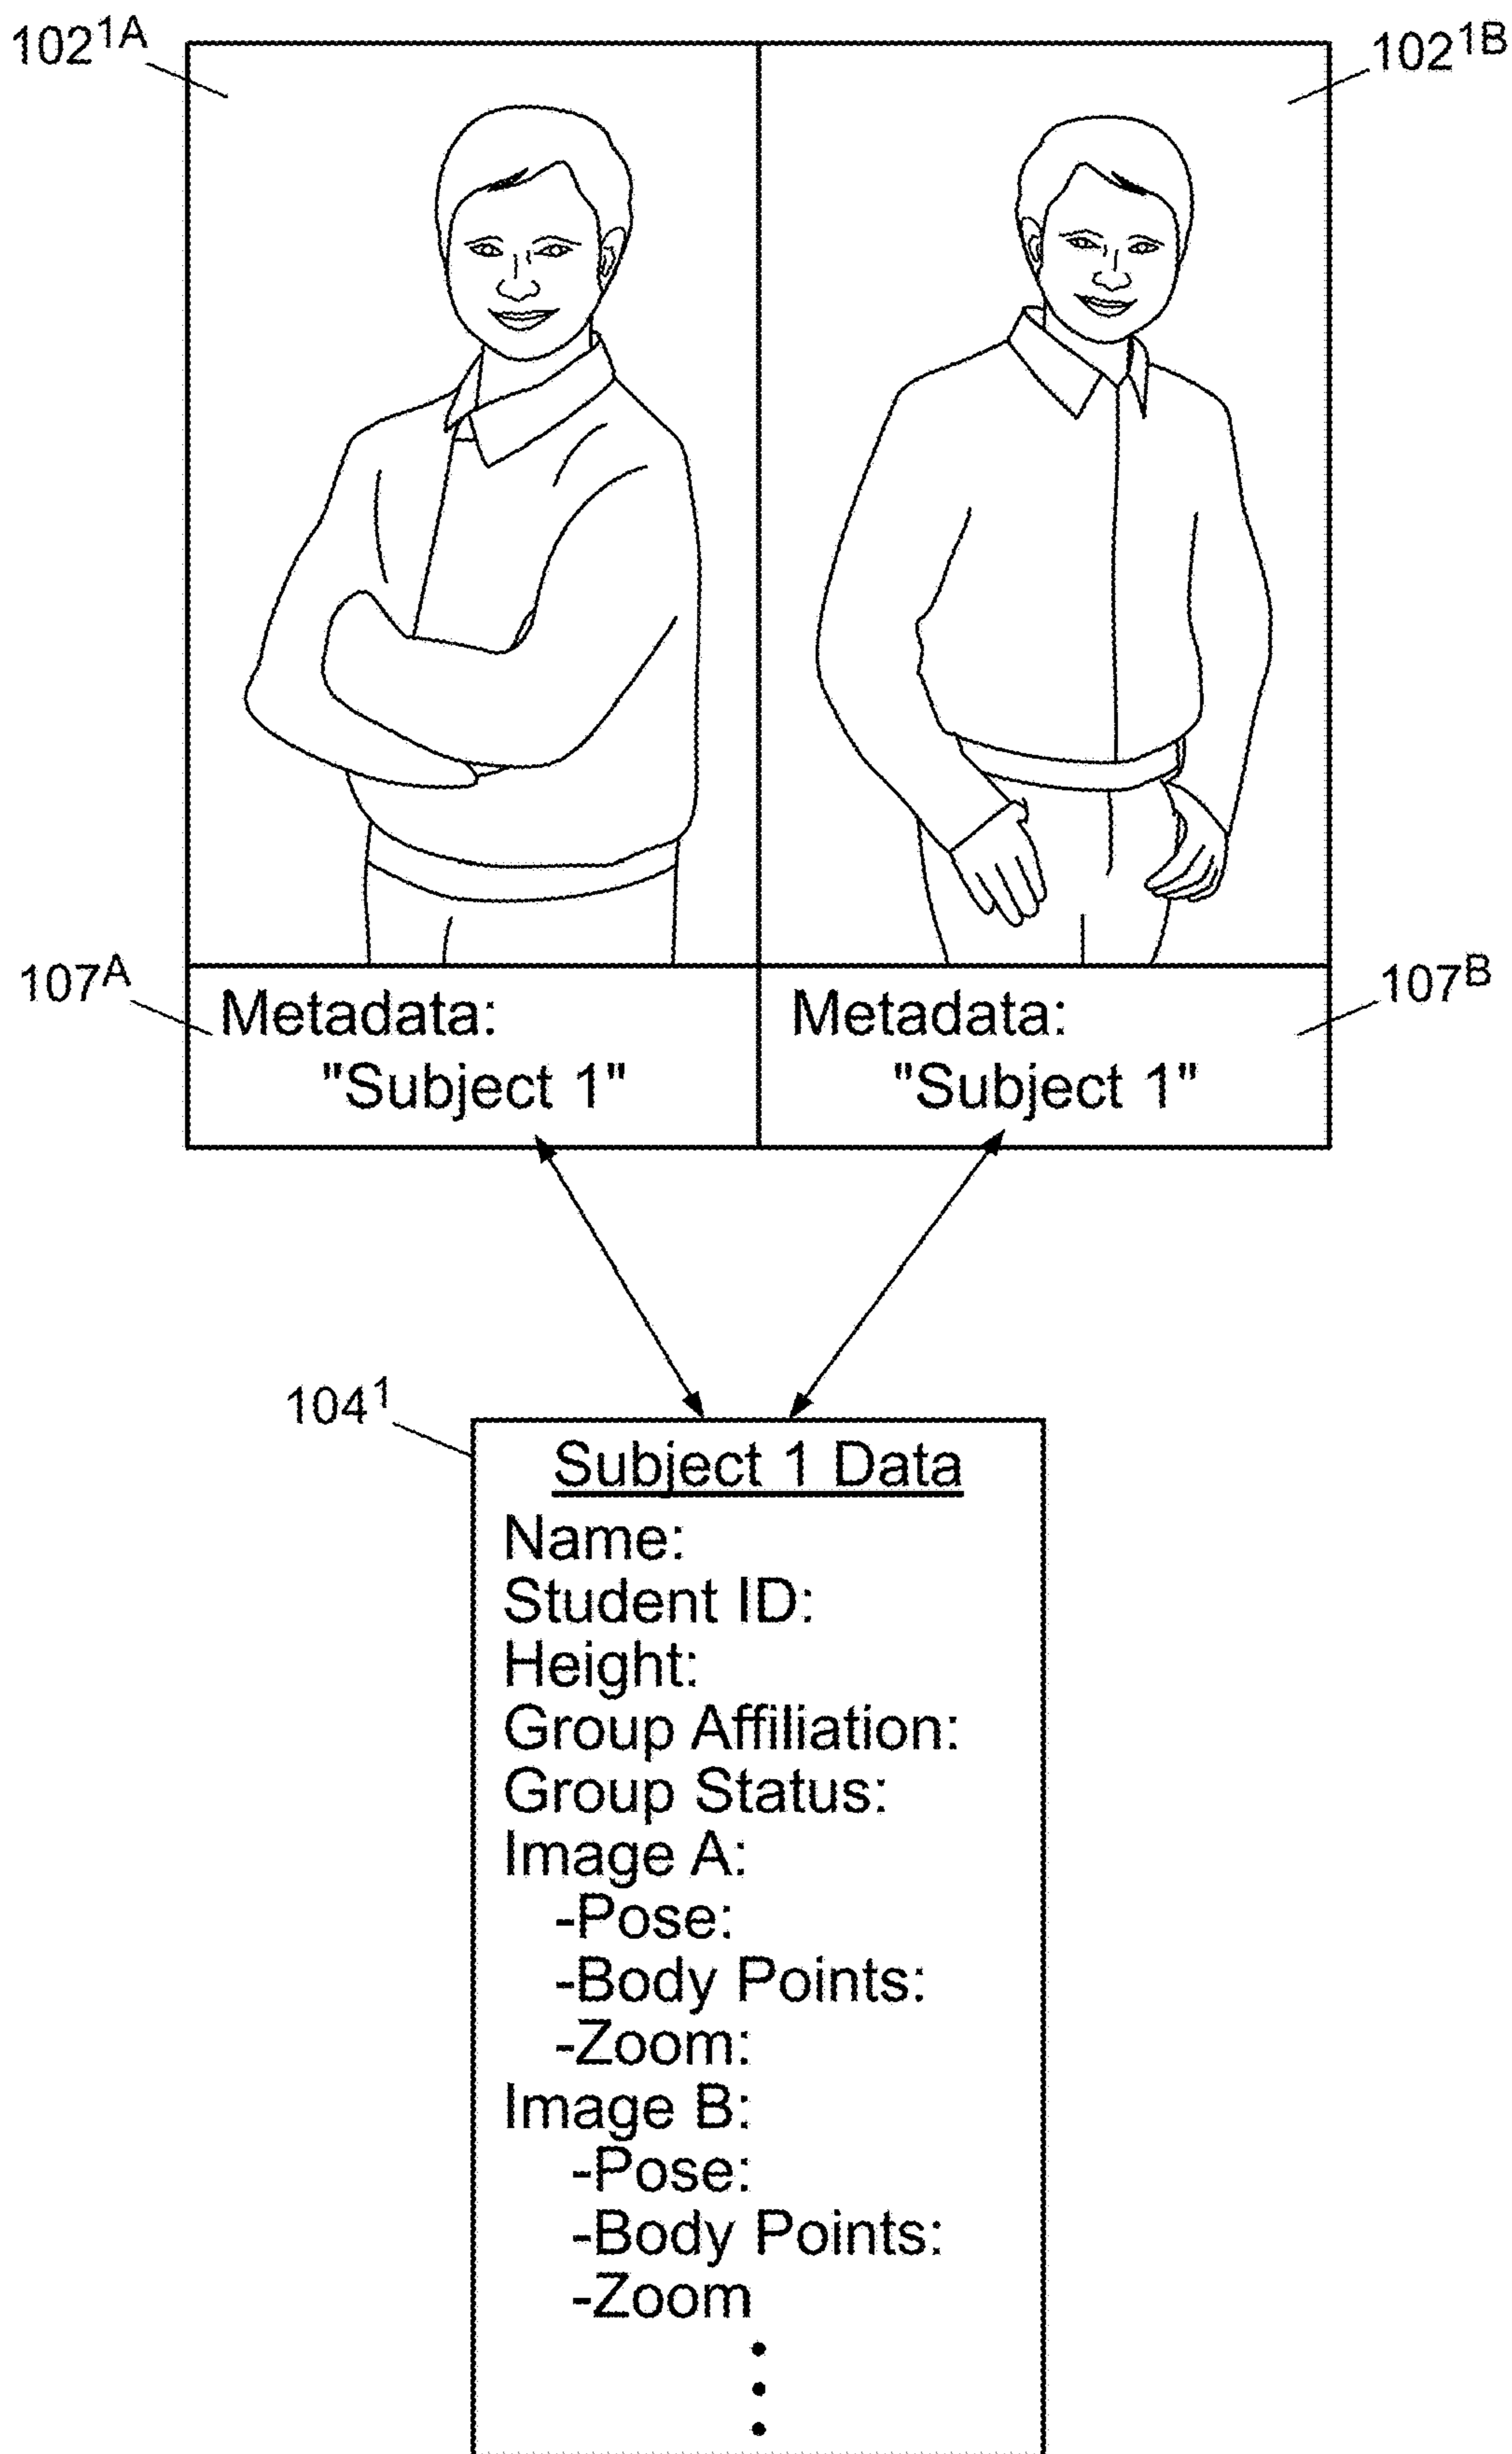 102^1A 102^1B
107^A 107^B
Metadata: Metadata:
"Subject 1" "Subject 1"
104^1
Subject 1 Data
Name:
Student ID:
Height:
Group Affiliation:
Group Status:
Image A:
-Pose:
-Body Points:
-Zoom:
Image B:
-Pose:
-Body Points:
-Zoom